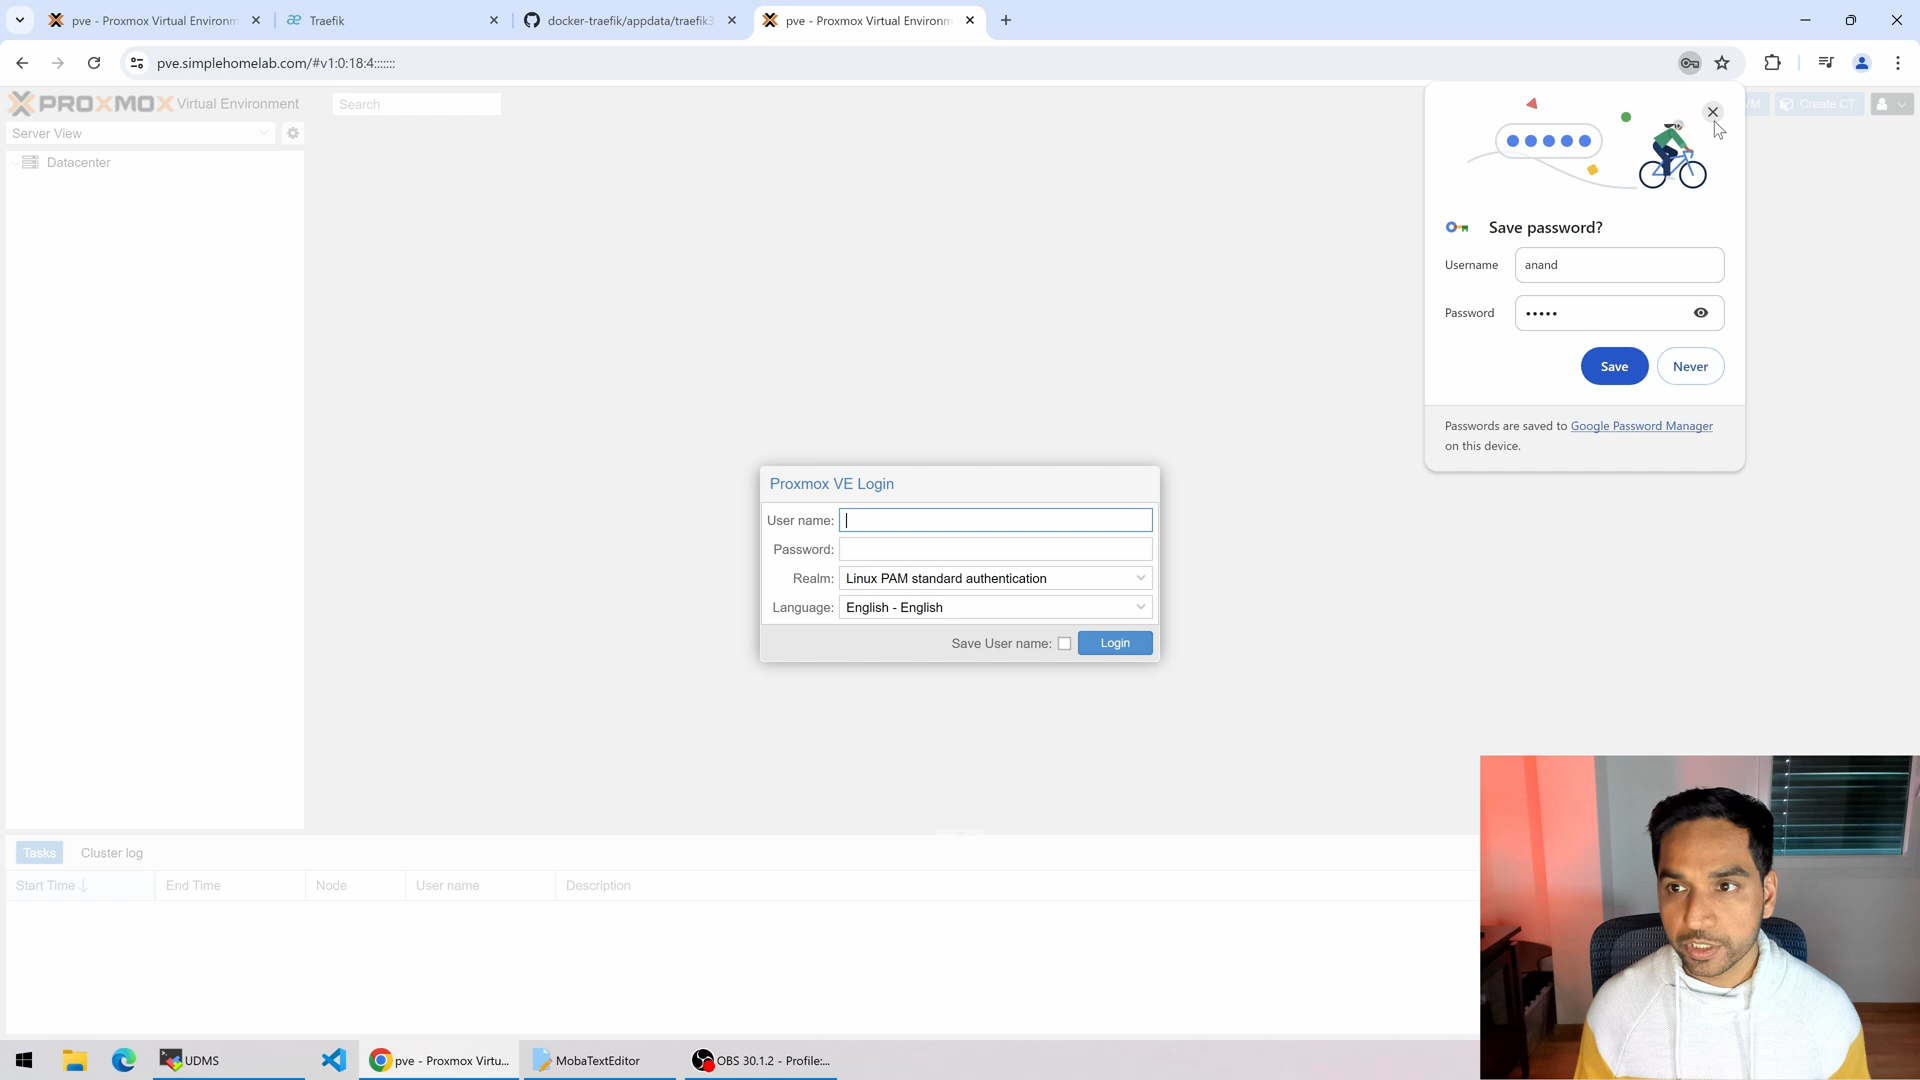 pve - Proxmox Virtual Environm
Traefik
docker-traefik/appdata/traefik3
pve - Proxmox Virtual Environm
pve.simplehomelab.com/#v1:0:18:4:::::::
PROXMOX Virtual Environment
Search
VM
Create CT
Server View
Datacenter
Save password?
Username
anand
Password
Save
Never
Passwords are saved to Google Password Manager
on this device.
Proxmox VE Login
User name:
Password:
Realm:
Linux PAM standard authentication
Language:
English - English
Save User name:
Login
Tasks
Cluster log
Start Time
End Time
Node
User name
Description
UDMS
pve - Proxmox Virtu...
MobaTextEditor
OBS 30.1.2 - Profile:...